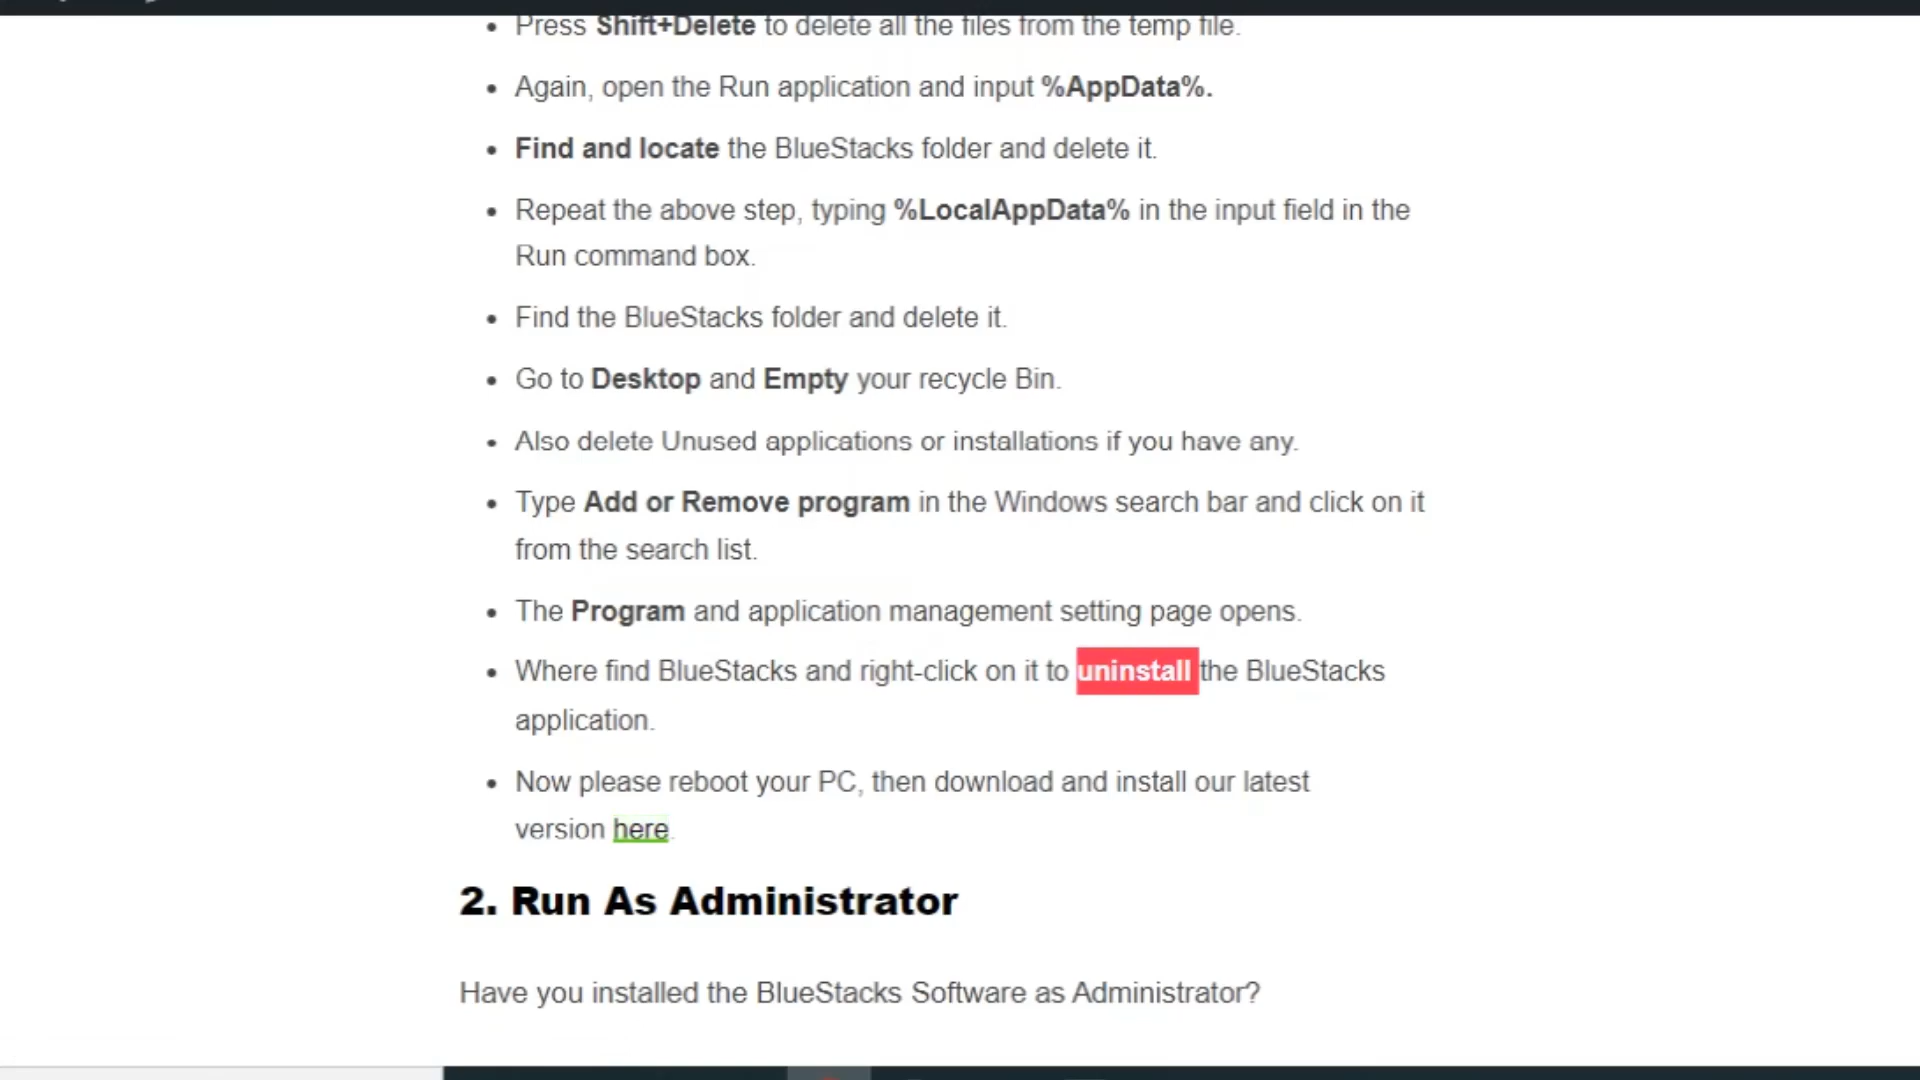 Press Shift+Delete to delete all the files from the temp file.
Again, open the Run application and input %AppData%.
Find and locate the BlueStacks folder and delete it.
Repeat the above step, typing %LocalAppData% in the input field in the
Run command box.
Find the BlueStacks folder and delete it.
Go to Desktop and Empty your recycle Bin.
Also delete Unused applications or installations if you have any.
Type Add or Remove program in the Windows search bar and click on it
from the search list.
The Program and application management setting page opens.
Where find BlueStacks and right-click on it to uninstall the BlueStacks
application.
Now please reboot your PC, then download and install our latest
version here.
2. Run As Administrator
Have you installed the BlueStacks Software as Administrator?